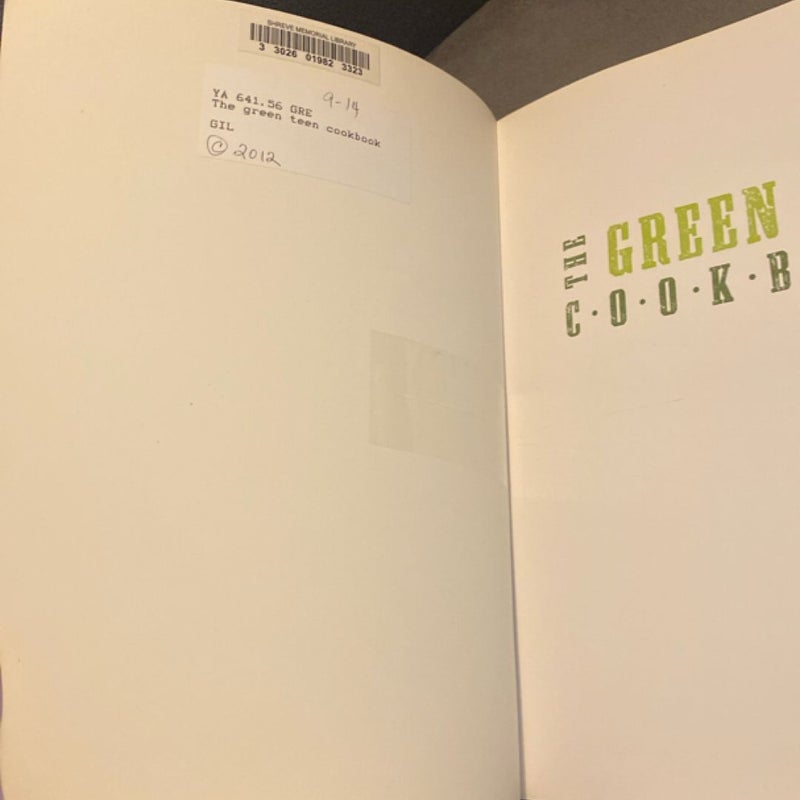 SHREVE MEMORIAL LIBRARY
3 3026 01982 3323
9-14
YA 641.56 GRE
The green teen cookbook
GIL
© 2012
THE GREEN
C·O·O·K·B